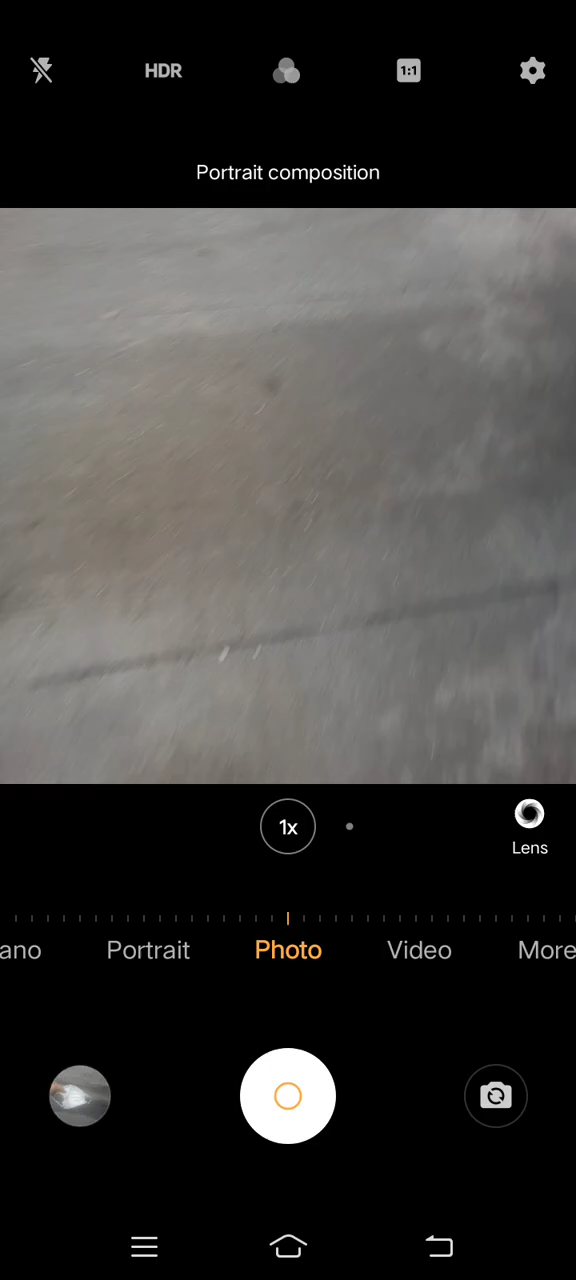 HDR
1:1
Portrait composition
1x
Lens
ano Portrait Photo Video More